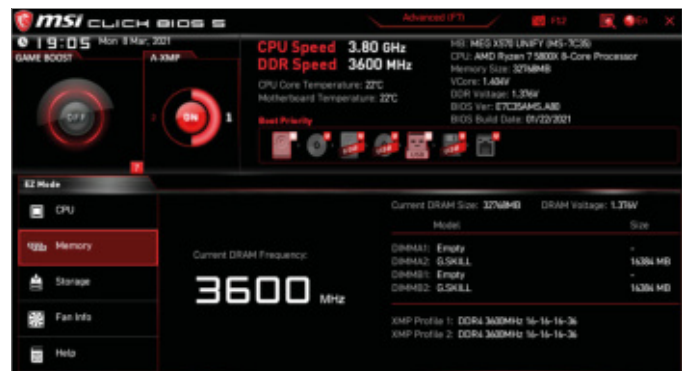 msi CLICK BIOS 5
Advanced (F7)
F12
En
X
19:05 Mon 8 Mar, 2021
GAME BOOST
A-XMP
OFF
ON
1
CPU Speed 3.80 GHz
DDR Speed 3600 MHz
CPU Core Temperature: 22°C
Motherboard Temperature: 22°C
MB: MEG X570 UNIFY (MS-7C35)
CPU: AMD Ryzen 7 5800X 8-Core Processor
Memory Size: 32768MB
VCore: 1.404V
DDR Voltage: 1.376V
BIOS Ver: E7C35AMS.A80
BIOS Build Date: 01/22/2021
Boot Priority
USB
?
EZ Mode
CPU
Memory
Storage
Fan Info
Help
Current DRAM Frequency:
3600 MHz
Current DRAM Size: 32768MB DRAM Voltage: 1.376V
Model Size
DIMMA1: Empty -
DIMMA2: G.SKILL 16384 MB
DIMMB1: Empty -
DIMMB2: G.SKILL 16384 MB
XMP Profile 1: DDR4 3600MHz 16-16-16-36
XMP Profile 2: DDR4 3600MHz 16-16-16-36